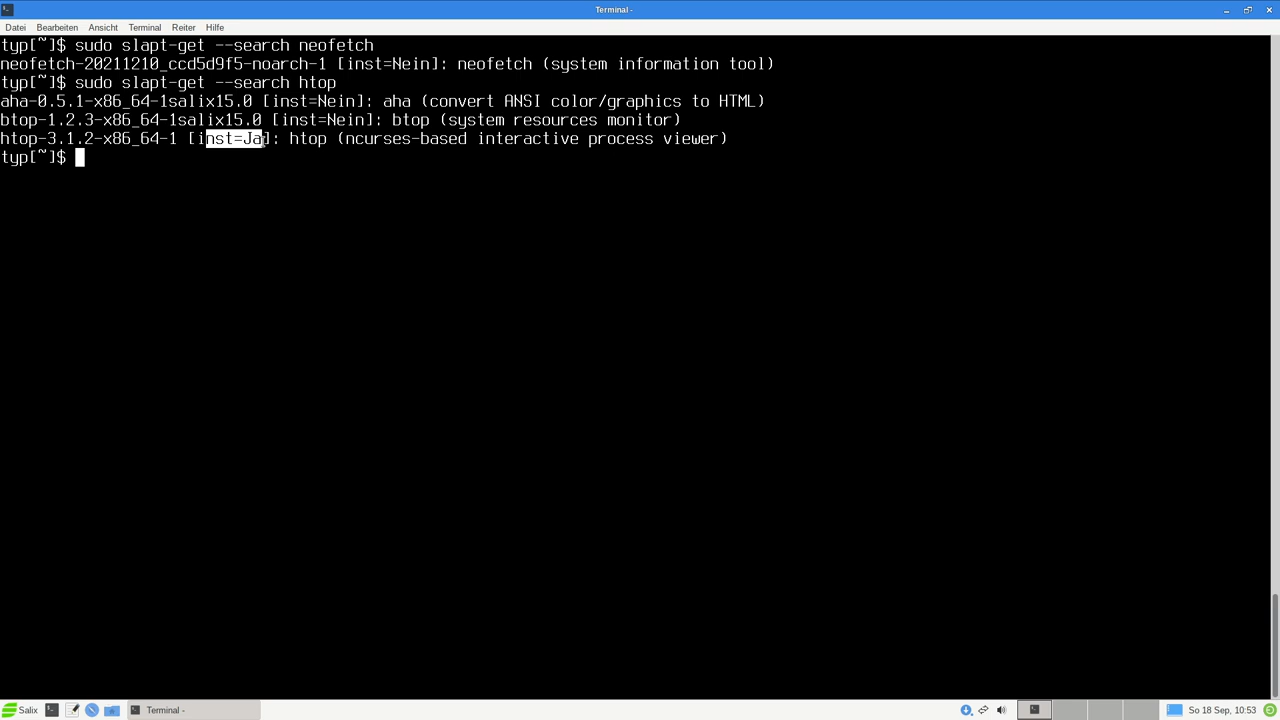 Terminal -
Datei Bearbeiten Ansicht Terminal Reiter Hilfe
typ[~]$ sudo slapt-get --search neofetch
neofetch-20211210_ccd5d9f5-noarch-1 [inst=Nein]: neofetch (system information tool)
typ[~]$ sudo slapt-get --search htop
aha-0.5.1-x86_64-1salix15.0 [inst=Nein]: aha (convert ANSI color/graphics to HTML)
btop-1.2.3-x86_64-1salix15.0 [inst=Nein]: btop (system resources monitor)
htop-3.1.2-x86_64-1 [inst=Ja]: htop (ncurses-based interactive process viewer)
typ[~]$
Salix Terminal - So 18 Sep, 10:53